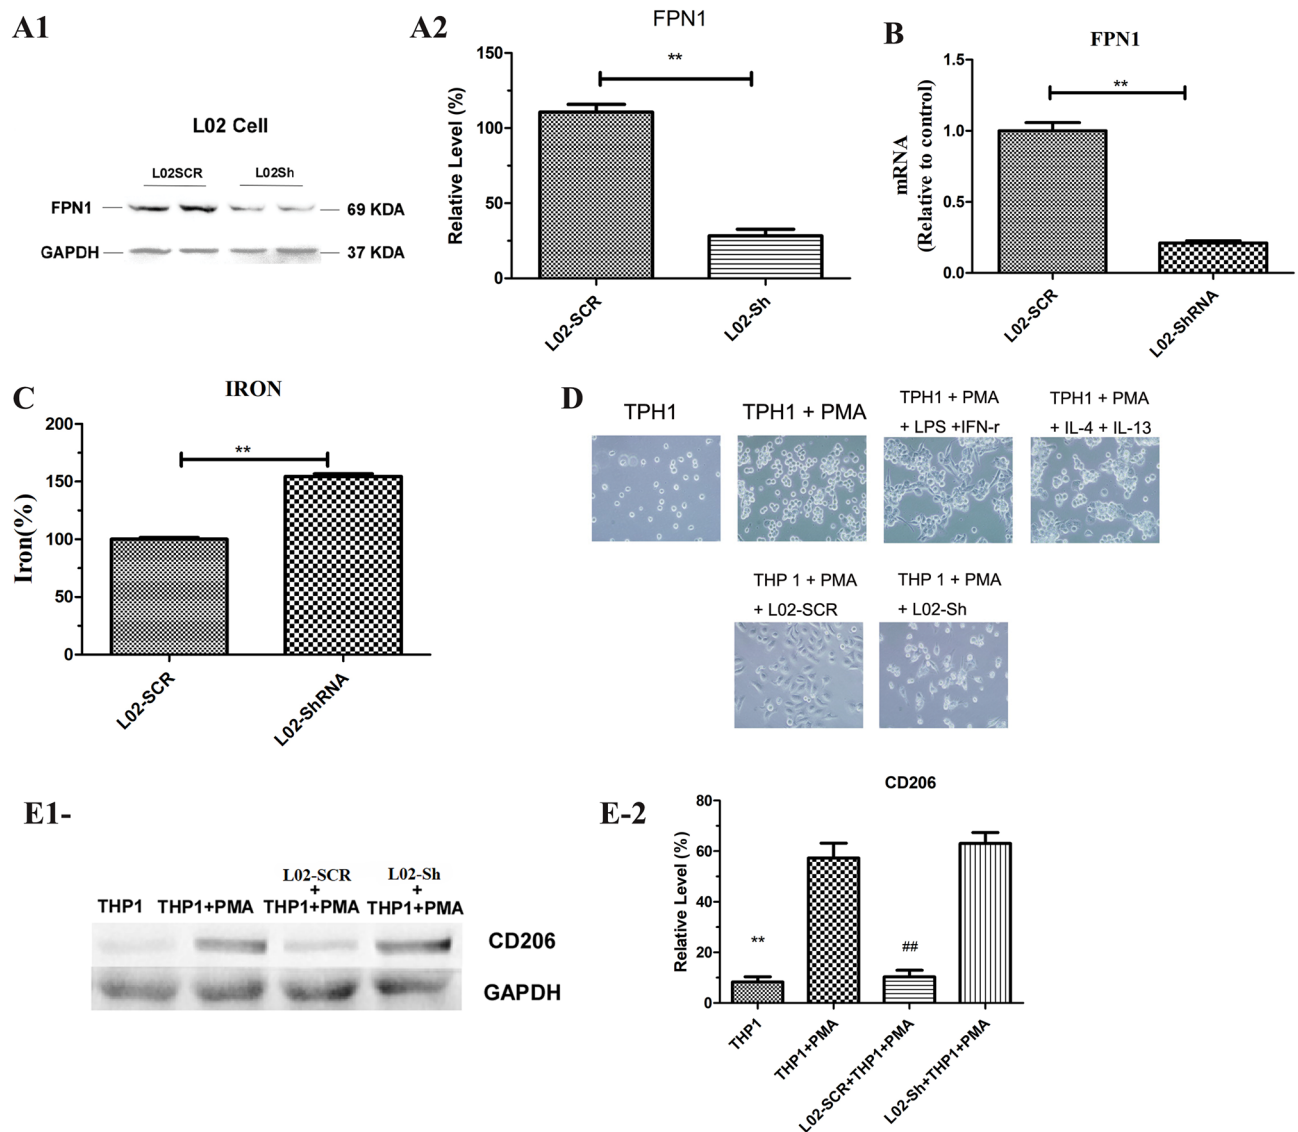 A1
L02 Cell
L02SCR L02Sh
FPN1 69 KDA
GAPDH 37 KDA
A2
FPN1
Relative Level (%)
150
100
50
0
**
L02-SCR
L02-Sh
B
FPN1
mRNA
(Relative to control)
1.5
1.0
0.5
0.0
**
L02-SCR
L02-ShRNA
C
IRON
Iron(%)
200
150
100
50
0
**
L02-SCR
L02-ShRNA
D
TPH1
TPH1 + PMA
TPH1 + PMA
+ LPS +IFN-r
TPH1 + PMA
+ IL-4 + IL-13
THP 1 + PMA
+ L02-SCR
THP 1 + PMA
+ L02-Sh
E1-
THP1
THP1+PMA
L02-SCR
+
THP1+PMA
L02-Sh
+
THP1+PMA
CD206
GAPDH
E-2
CD206
Relative Level (%)
80
60
40
20
0
**
##
THP1
THP1+PMA
L02-SCR+THP1+PMA
L02-Sh+THP1+PMA